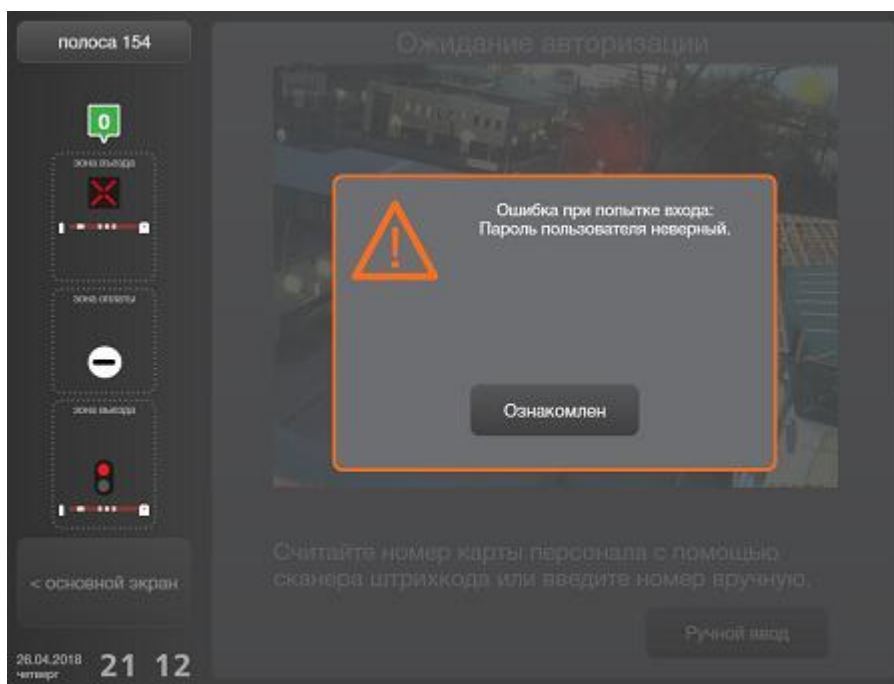 полоса 154
0
зона въезда
зона оплаты
зона выезда
< основной экран
26.04.2018
четверг
21 12
Ожидание авторизации
Ошибка при попытке входа:
Пароль пользователя неверный.
Ознакомлен
Считайте номер карты персонала с помощью
сканера штрихкода или введите номер вручную.
Ручной ввод